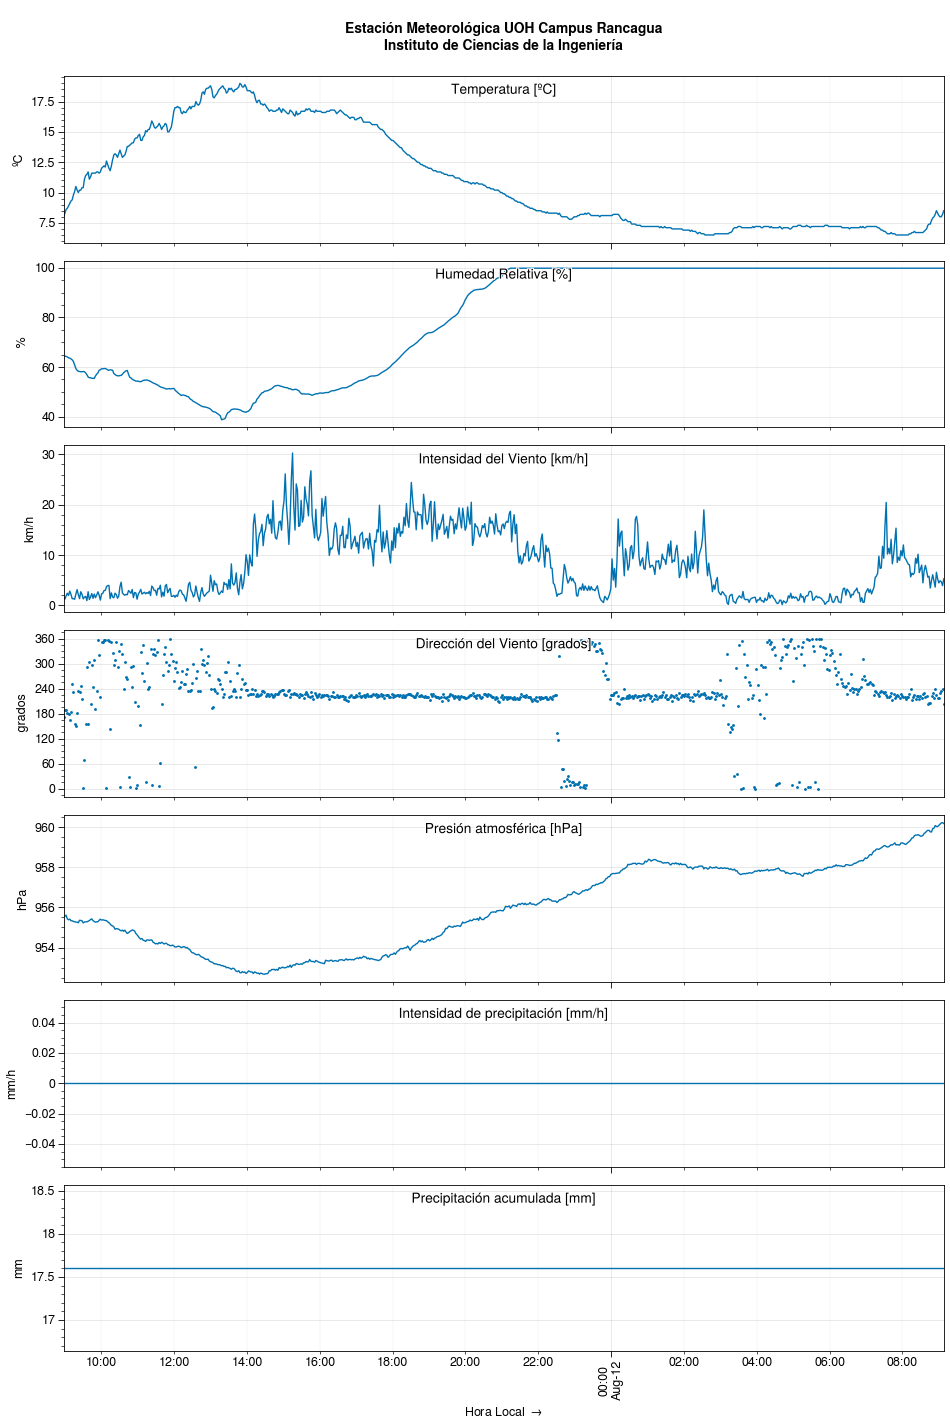 Estación Meteorológica UOH Campus Rancagua
Instituto de Ciencias de la Ingeniería
Temperatura [ºC]
ºC
17.5
15
12.5
10
7.5
Humedad Relativa [%]
%
100
80
60
40
Intensidad del Viento [km/h]
km/h
30
20
10
0
Dirección del Viento [grados]
grados
360
300
240
180
120
60
0
Presión atmosférica [hPa]
hPa
960
958
956
954
Intensidad de precipitación [mm/h]
mm/h
0.04
0.02
0
−0.02
−0.04
Precipitación acumulada [mm]
mm
18.5
18
17.5
17
10:00 12:00 14:00 16:00 18:00 20:00 22:00 00:00 02:00 04:00 06:00 08:00
Aug-12
Hora Local →